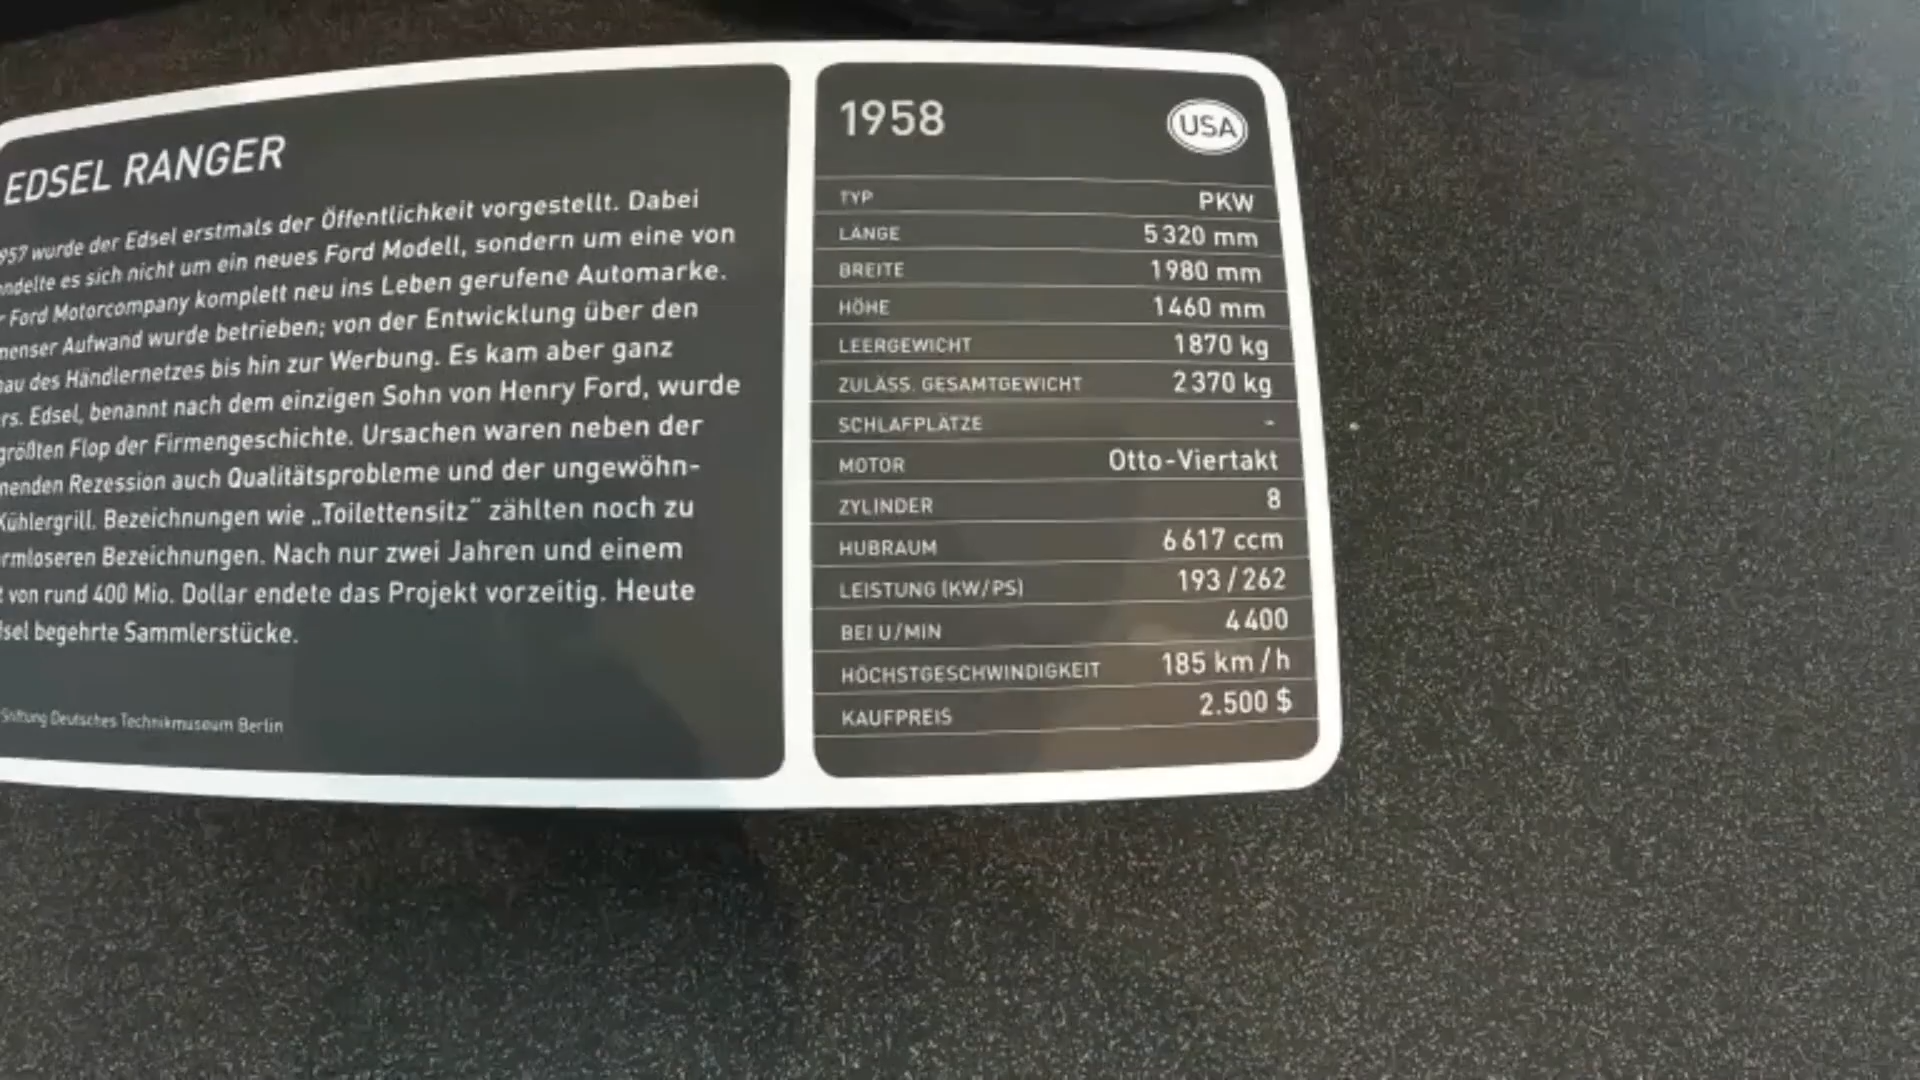 EDSEL RANGER
957 wurde der Edsel erstmals der Öffentlichkeit vorgestellt. Dabei
ndelte es sich nicht um ein neues Ford Modell, sondern um eine von
r Ford Motorcompany komplett neu ins Leben gerufene Automarke.
menser Aufwand wurde betrieben; von der Entwicklung über den
bau des Händlernetzes bis hin zur Werbung. Es kam aber ganz
rs. Edsel, benannt nach dem einzigen Sohn von Henry Ford, wurde
größten Flop der Firmengeschichte. Ursachen waren neben der
menden Rezession auch Qualitätsprobleme und der ungewöhn-
Kühlergrill. Bezeichnungen wie „Toilettensitz“ zählten noch zu
rmloseren Bezeichnungen. Nach nur zwei Jahren und einem
t von rund 400 Mio. Dollar endete das Projekt vorzeitig. Heute
dsel begehrte Sammlerstücke.
Stiftung Deutsches Technikmuseum Berlin
1958 USA
TYP PKW
LÄNGE 5320 mm
BREITE 1980 mm
HÖHE 1460 mm
LEERGEWICHT 1870 kg
ZULÄSS. GESAMTGEWICHT 2370 kg
SCHLAFPLÄTZE -
MOTOR Otto-Viertakt
ZYLINDER 8
HUBRAUM 6617 ccm
LEISTUNG (KW/PS) 193/262
BEI U/MIN 4400
HÖCHSTGESCHWINDIGKEIT 185 km/h
KAUFPREIS 2.500 $